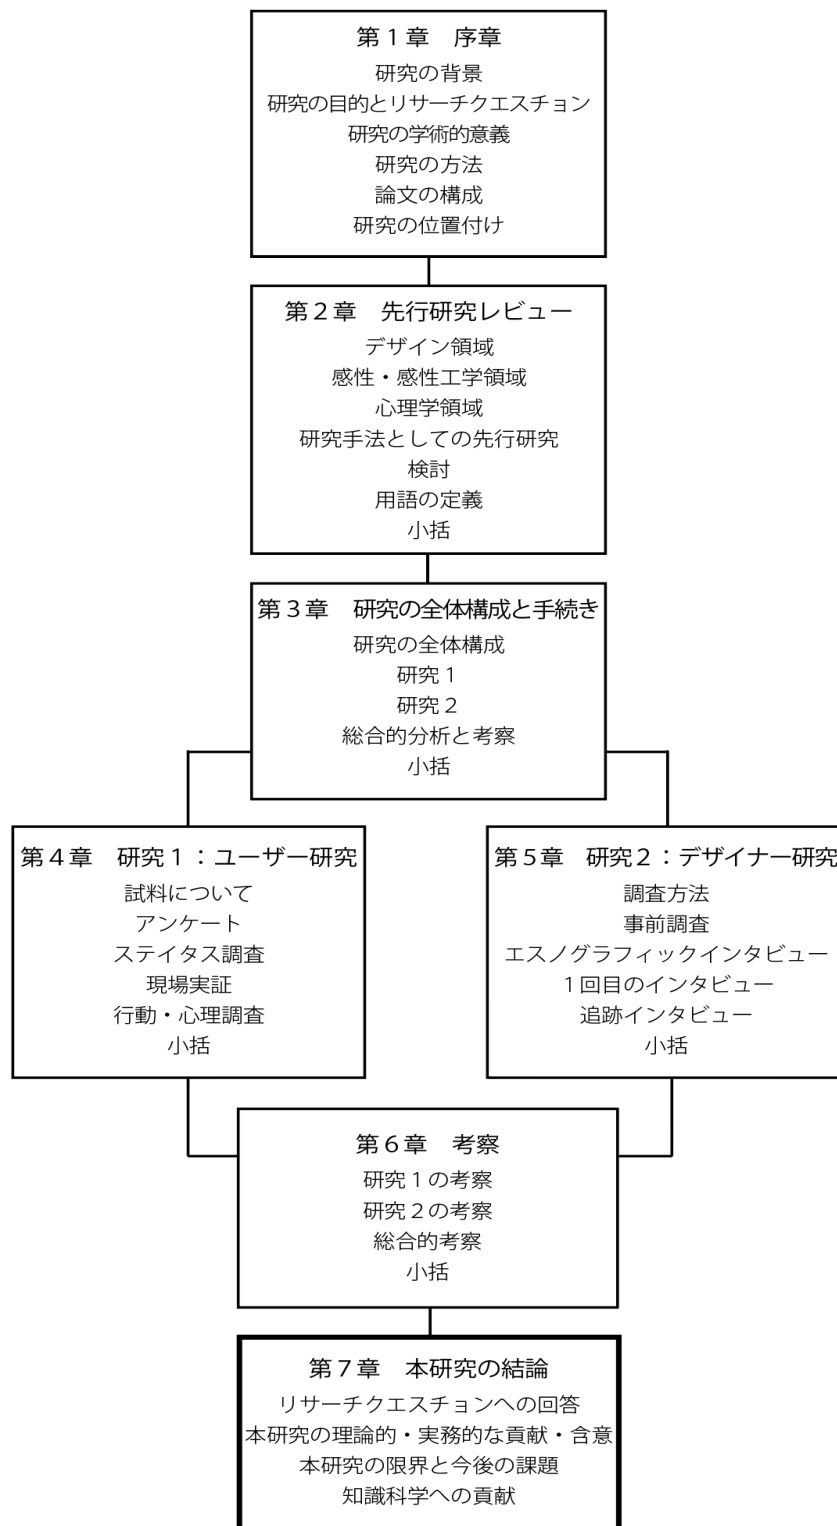 第１章　序章
研究の背景
研究の目的とリサーチクエスチョン
研究の学術的意義
研究の方法
論文の構成
研究の位置付け
第２章　先行研究レビュー
デザイン領域
感性・感性工学領域
心理学領域
研究手法としての先行研究
検討
用語の定義
小括
第３章　研究の全体構成と手続き
研究の全体構成
研究１
研究２
総合的分析と考察
小括
第４章　研究１：ユーザー研究
試料について
アンケート
ステイタス調査
現場実証
行動・心理調査
小括
第５章　研究２：デザイナー研究
調査方法
事前調査
エスノグラフィックインタビュー
１回目のインタビュー
追跡インタビュー
小括
第６章　考察
研究１の考察
研究２の考察
総合的考察
小括
第７章　本研究の結論
リサーチクエスチョンへの回答
本研究の理論的・実務的な貢献・含意
本研究の限界と今後の課題
知識科学への貢献